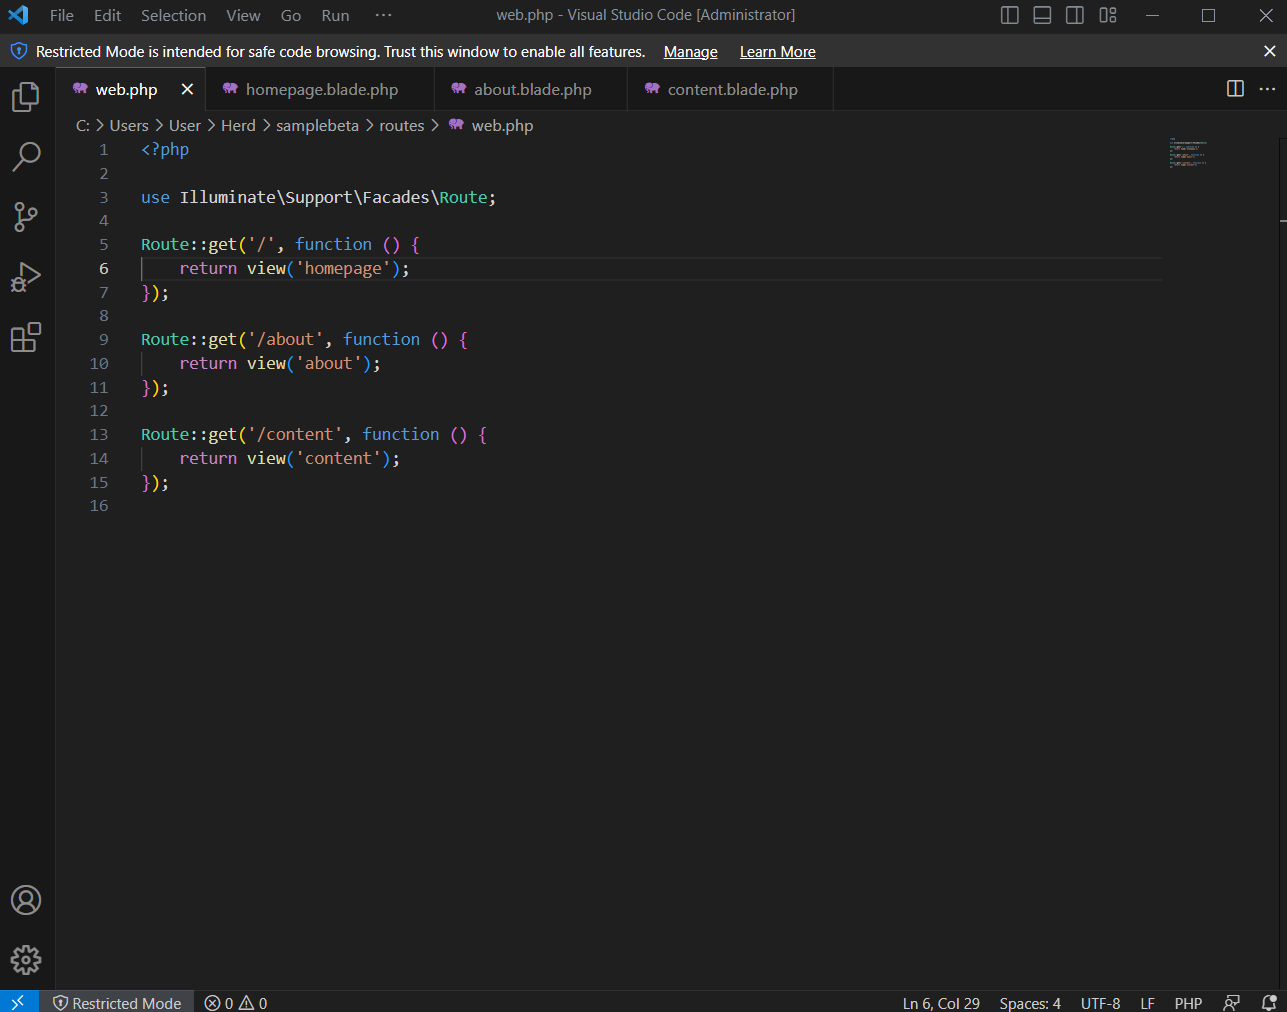 File Edit Selection View Go Run ··· web.php - Visual Studio Code [Administrator]
Restricted Mode is intended for safe code browsing. Trust this window to enable all features. Manage Learn More
web.php homepage.blade.php about.blade.php content.blade.php
C: > Users > User > Herd > samplebeta > routes > web.php
1 <?php
2
3 use Illuminate\Support\Facades\Route;
4
5 Route::get('/', function () {
6     return view('homepage');
7 });
8
9 Route::get('/about', function () {
10     return view('about');
11 });
12
13 Route::get('/content', function () {
14     return view('content');
15 });
16
Restricted Mode 0 0 Ln 6, Col 29 Spaces: 4 UTF-8 LF PHP